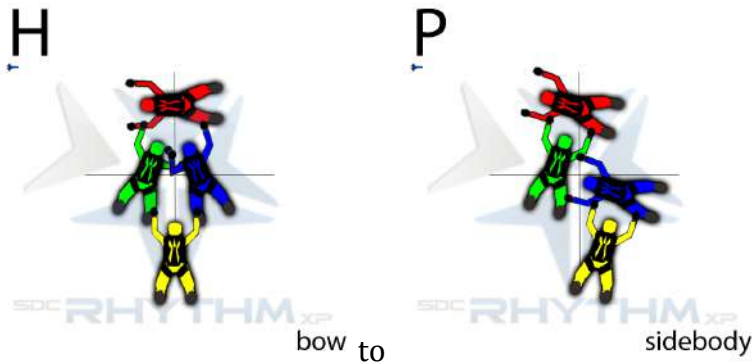 H
P
SDC RHYTHM XP
SDC RHYTHM XP
bow to sidebody